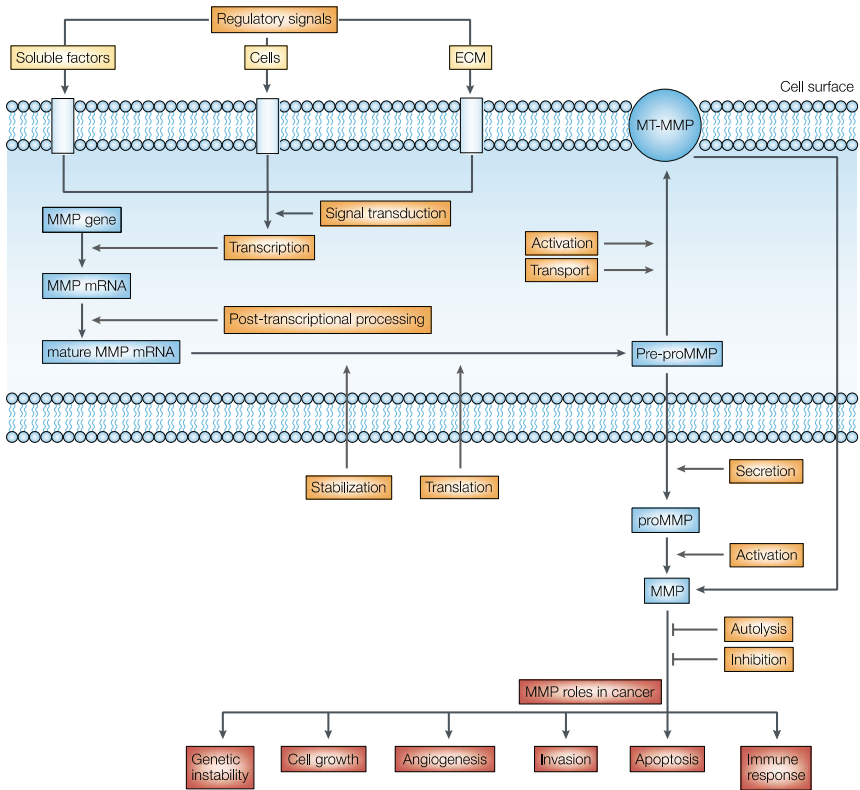 Regulatory signals
Soluble factors
Cells
ECM
Cell surface
MT-MMP
MMP gene
Signal transduction
Transcription
Activation
Transport
MMP mRNA
Post-transcriptional processing
mature MMP mRNA
Pre-proMMP
Secretion
Stabilization
Translation
proMMP
Activation
MMP
Autolysis
Inhibition
MMP roles in cancer
Genetic
instability
Cell growth
Angiogenesis
Invasion
Apoptosis
Immune
response